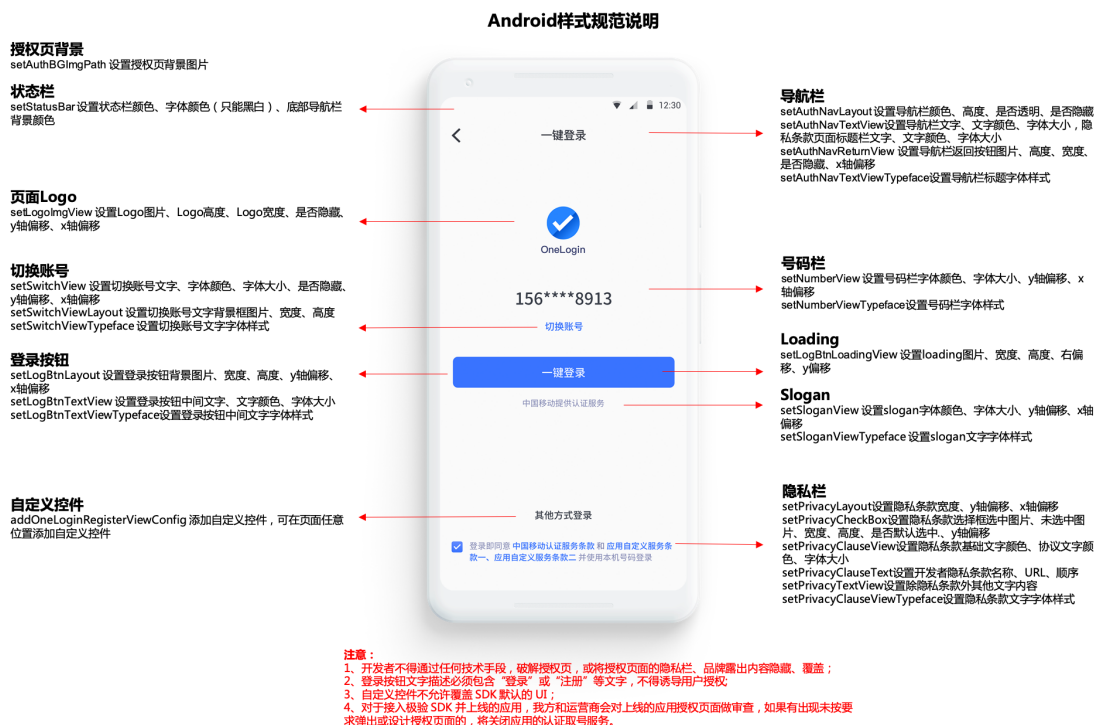 Android样式规范说明
授权页背景
setAuthBGImgPath 设置授权页背景图片
状态栏
setStatusBar 设置状态栏颜色、字体颜色（只能黑白）、底部导航栏
背景颜色
页面Logo
setLogoImgView 设置Logo图片、Logo高度、Logo宽度、是否隐藏、
y轴偏移、x轴偏移
切换账号
setSwitchView 设置切换账号文字、字体颜色、字体大小、是否隐藏、
y轴偏移、x轴偏移
setSwitchViewLayout 设置切换账号文字背景框图片、宽度、高度
setSwitchViewTypeface 设置切换账号文字字体样式
登录按钮
setLogBtnLayout 设置登录按钮背景图片、宽度、高度、y轴偏移、
x轴偏移
setLogBtnTextView 设置登录按钮中间文字、文字颜色、字体大小
setLogBtnTextViewTypeface设置登录按钮中间文字字体样式
自定义控件
addOneLoginRegisterViewConfig 添加自定义控件，可在页面任意
位置添加自定义控件
12:30
一键登录
OneLogin
156****8913
切换账号
一键登录
中国移动提供认证服务
其他方式登录
登录即同意 中国移动认证服务条款 和 应用自定义服务条
款一、应用自定义服务条款二 并使用本机号码登录
导航栏
setAuthNavLayout 设置导航栏颜色、高度、是否透明、是否隐藏
setAuthNavTextView设置导航栏文字、文字颜色、字体大小，隐
私条款页面标题栏文字、文字颜色、字体大小
setAuthNavReturnView 设置导航栏返回按钮图片、高度、宽度、
是否隐藏、x轴偏移
setAuthNavTextViewTypeface设置导航栏标题字体样式
号码栏
setNumberView 设置号码栏字体颜色、字体大小、y轴偏移、x
轴偏移
setNumberViewTypeface设置号码栏字体样式
Loading
setLogBtnLoadingView 设置loading图片、宽度、高度、右偏
移、y偏移
Slogan
setSloganView 设置slogan字体颜色、字体大小、y轴偏移、x轴
偏移
setSloganViewTypeface 设置slogan文字字体样式
隐私栏
setPrivacyLayout设置隐私条款宽度、y轴偏移、x轴偏移
setPrivacyCheckBox设置隐私条款选择框选中图片、未选中图
片、宽度、高度、是否默认选中.、y轴偏移
setPrivacyClauseView设置隐私条款基础文字颜色、协议文字颜
色、字体大小
setPrivacyClauseText设置开发者隐私条款名称、URL、顺序
setPrivacyTextView设置除隐私条款外其他文字内容
setPrivacyClauseViewTypeface设置隐私条款文字字体样式
注意：
1、开发者不得通过任何技术手段，破解授权页，或将授权页面的隐私栏、品牌露出内容隐藏、覆盖；
2、登录按钮文字描述必须包含“登录”或“注册”等文字，不得诱导用户授权;
3、自定义控件不允许覆盖 SDK 默认的 UI；
4、对于接入极验 SDK 并上线的应用，我方和运营商会对上线的应用授权页面做审查，如果有出现未按要
求弹出或设计授权页面的，将关闭应用的认证取号服务。